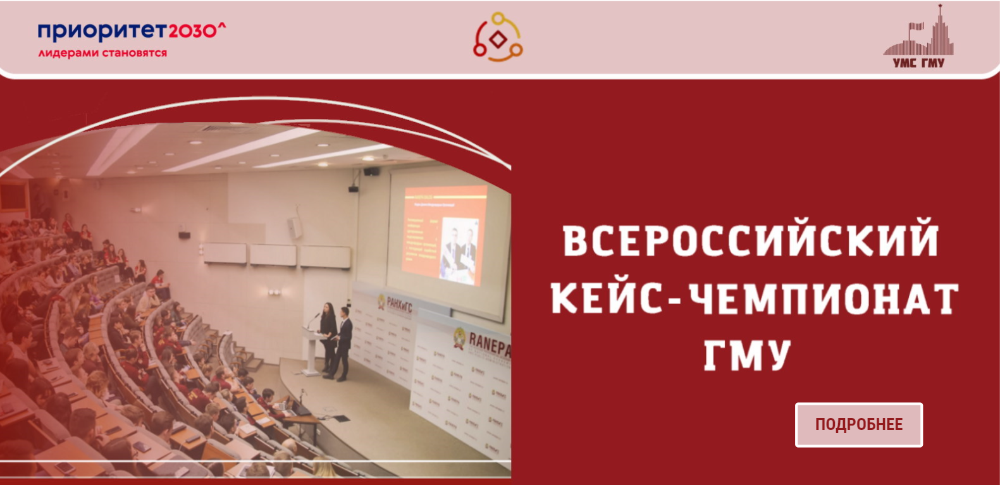 приоритет2030^
лидерами становятся
УМС ГМУ
РАНХиГС
RANEPA
ВСЕРОССИЙСКИЙ
КЕЙС-ЧЕМПИОНАТ
ГМУ
ПОДРОБНЕЕ